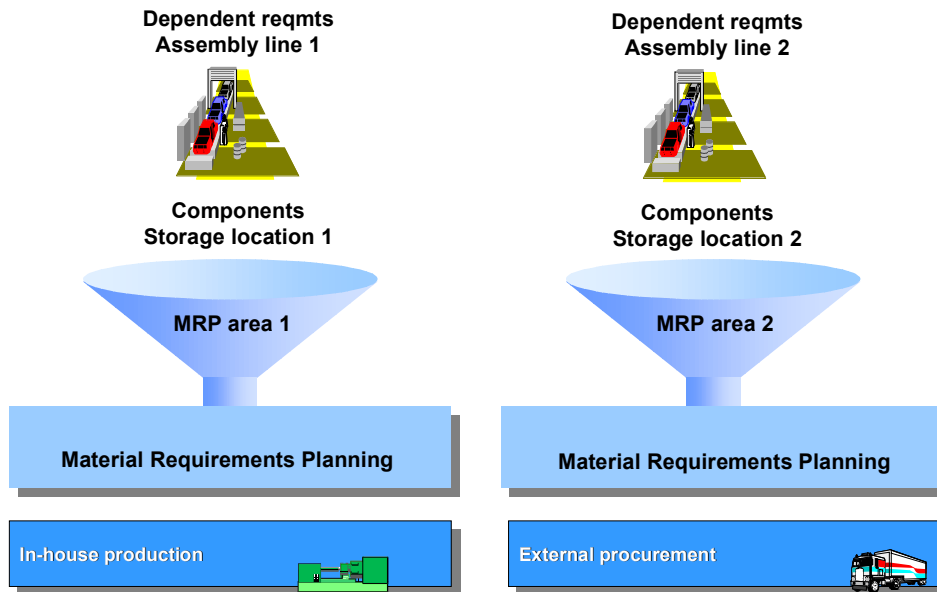 Dependent reqmts
Assembly line 1
Components
Storage location 1
MRP area 1
Material Requirements Planning
In-house production
Dependent reqmts
Assembly line 2
Components
Storage location 2
MRP area 2
Material Requirements Planning
External procurement